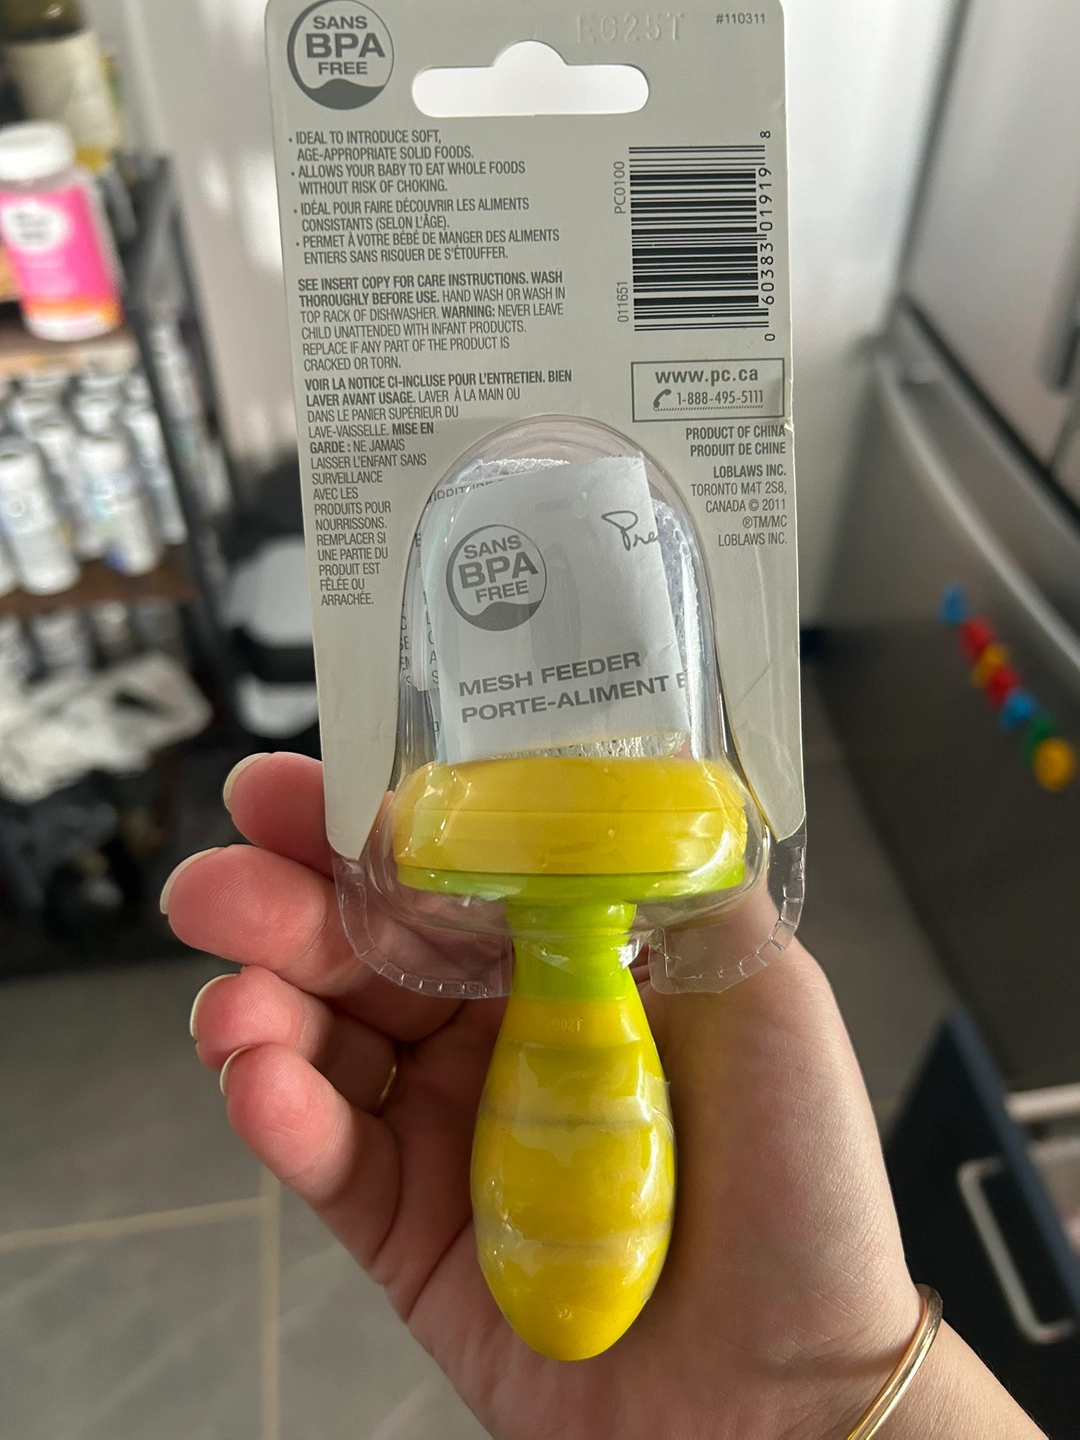 SANS
BPA
FREE
E025T
#110311
• IDEAL TO INTRODUCE SOFT,
AGE-APPROPRIATE SOLID FOODS.
• ALLOWS YOUR BABY TO EAT WHOLE FOODS
WITHOUT RISK OF CHOKING.
• IDÉAL POUR FAIRE DÉCOUVRIR LES ALIMENTS
CONSISTANTS (SELON L'ÂGE).
• PERMET À VOTRE BÉBÉ DE MANGER DES ALIMENTS
ENTIERS SANS RISQUER DE S'ÉTOUFFER.
SEE INSERT COPY FOR CARE INSTRUCTIONS. WASH
THOROUGHLY BEFORE USE. HAND WASH OR WASH IN
TOP RACK OF DISHWASHER. WARNING: NEVER LEAVE
CHILD UNATTENDED WITH INFANT PRODUCTS.
REPLACE IF ANY PART OF THE PRODUCT IS
CRACKED OR TORN.
VOIR LA NOTICE CI-INCLUSE POUR L'ENTRETIEN. BIEN
LAVER AVANT USAGE. LAVER À LA MAIN OU
DANS LE PANIER SUPÉRIEUR DU
LAVE-VAISSELLE. MISE EN
GARDE : NE JAMAIS
LAISSER L'ENFANT SANS
SURVEILLANCE
AVEC LES
PRODUITS POUR
NOURRISSONS.
REMPLACER SI
UNE PARTIE DU
PRODUIT EST
FÊLÉE OU
ARRACHÉE.
PC0100
011651
0 60383 01919 8
www.pc.ca
1-888-495-5111
PRODUCT OF CHINA
PRODUIT DE CHINE
LOBLAWS INC.
TORONTO M4T 2S8,
CANADA © 2011
®TM/MC
LOBLAWS INC.
Pre
SANS
BPA
FREE
MESH FEEDER
PORTE-ALIMENT